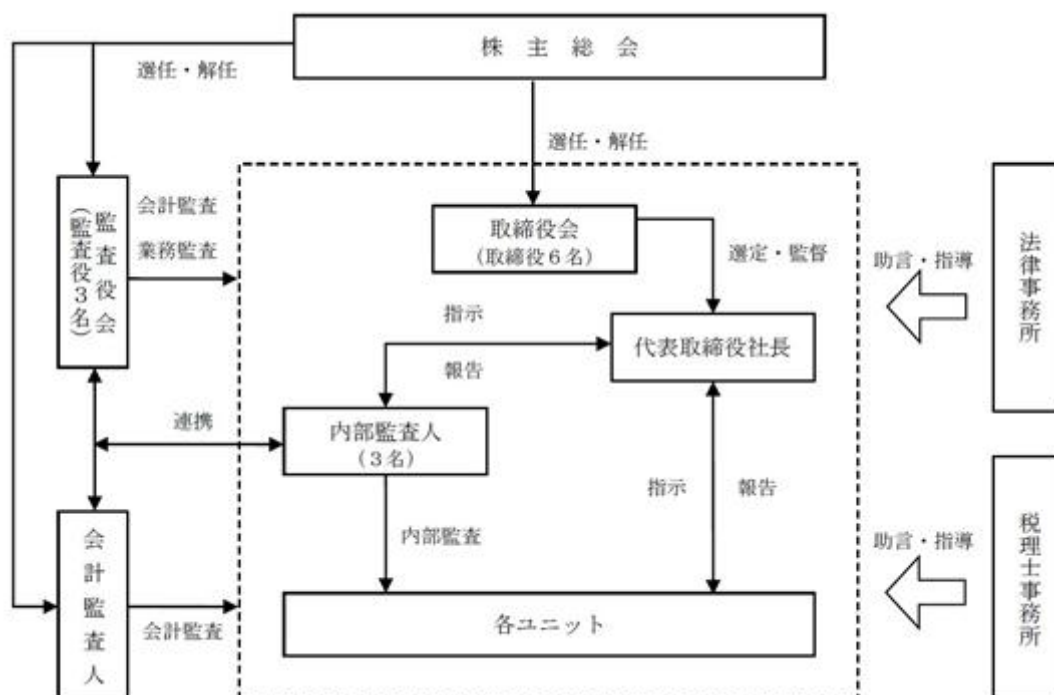 株主総会
選任・解任
選任・解任
監査役会
(監査役3名)
会計監査
業務監査
取締役会
(取締役6名)
選定・監督
助言・指導
法律事務所
指示
報告
代表取締役社長
連携
内部監査人
(3名)
指示
報告
内部監査
会計監査人
会計監査
各ユニット
助言・指導
税理士事務所